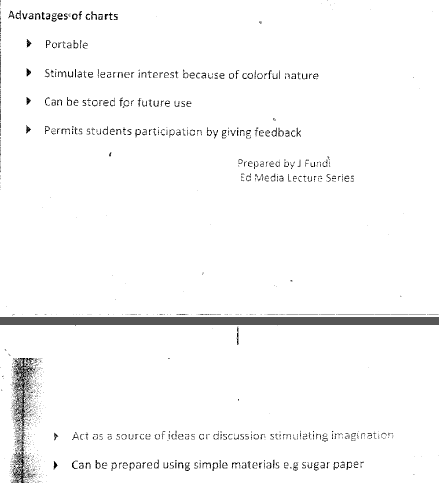 Advantages of charts
Portable
Stimulate learner interest because of colorful nature
Can be stored for future use
Permits students participation by giving feedback
Prepared by J Fundi
Ed Media Lecture Series
Act as a source of ideas or discussion stimulating imagination
Can be prepared using simple materials e.g sugar paper